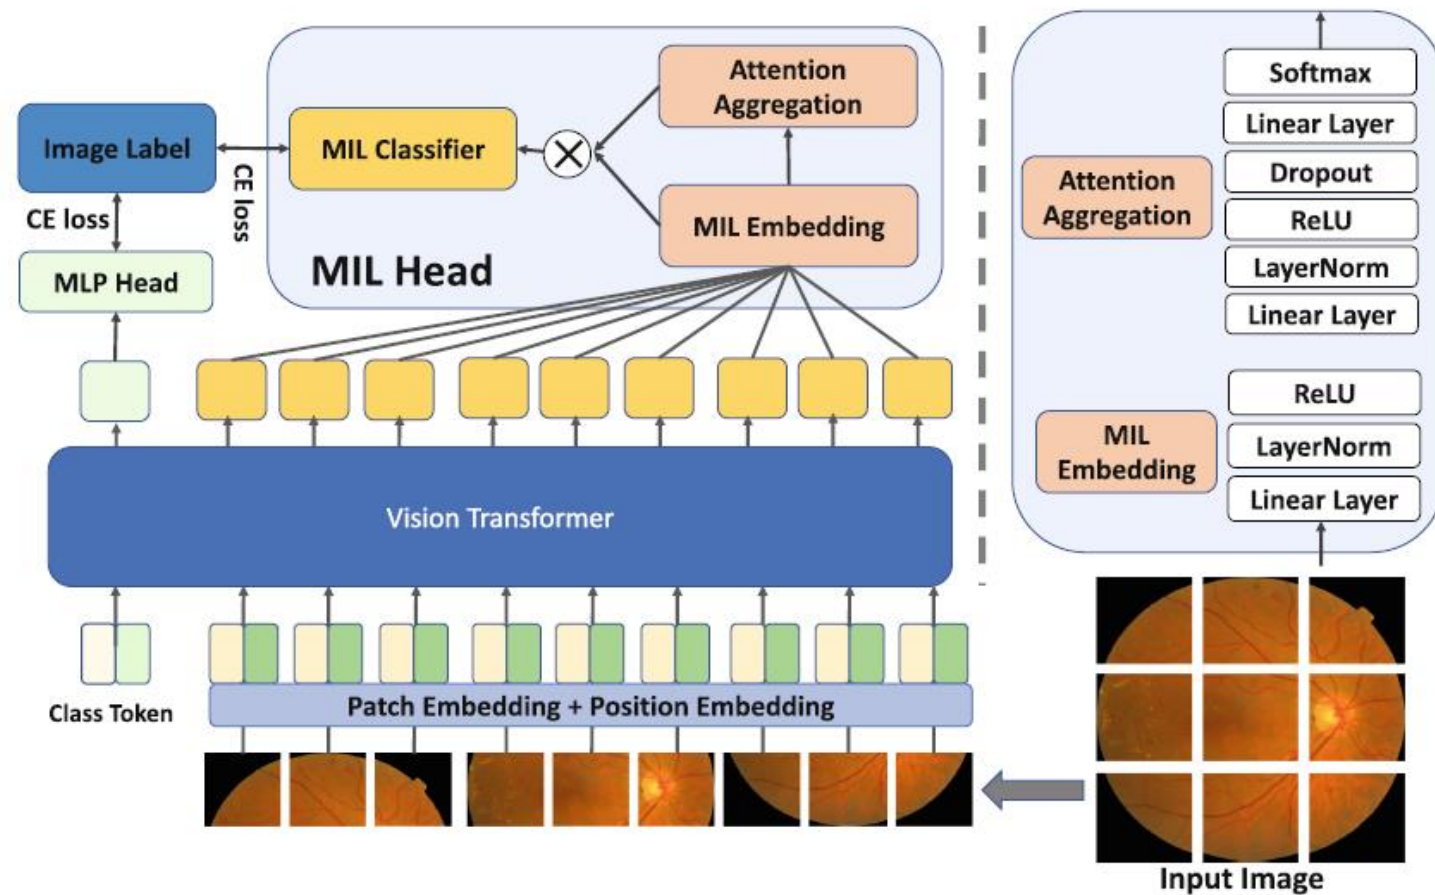 Attention
Aggregation
Image Label
MIL Classifier
CE loss
CE loss
MIL Embedding
MLP Head
MIL Head
Vision Transformer
Class Token
Patch Embedding + Position Embedding
Softmax
Linear Layer
Dropout
Attention
Aggregation
ReLU
LayerNorm
Linear Layer
ReLU
MIL
Embedding
LayerNorm
Linear Layer
Input Image